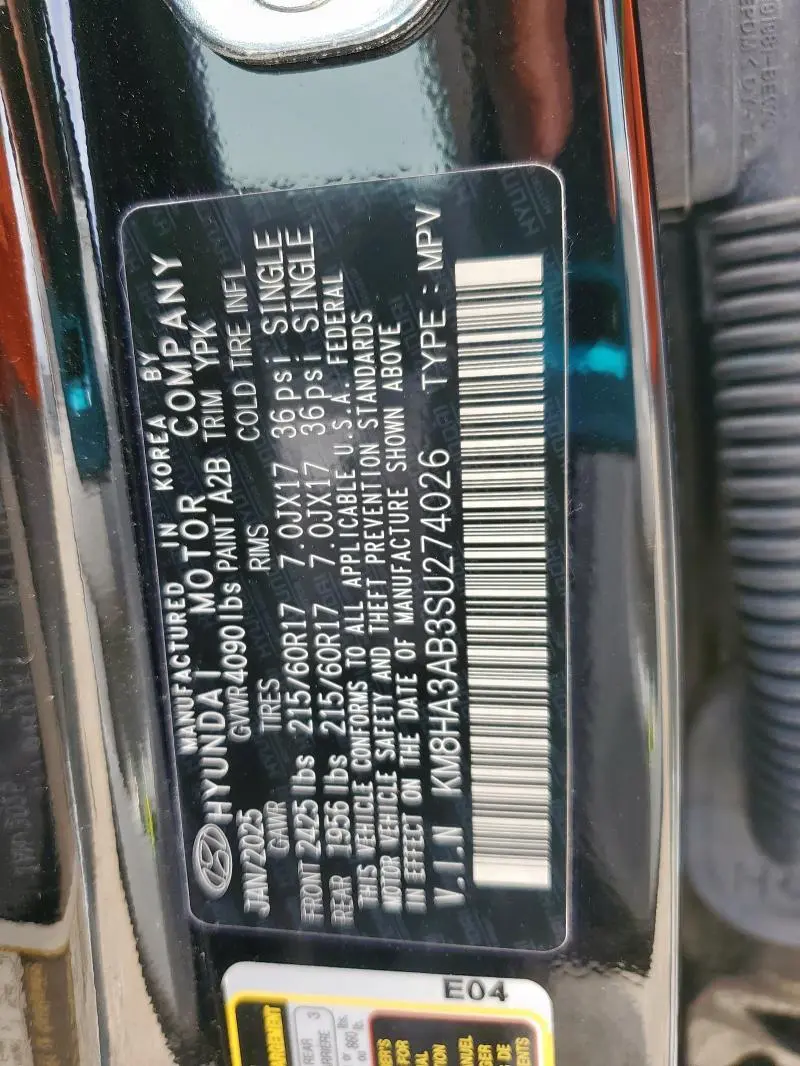 MANUFACTURED IN KOREA BY
HYUNDAI MOTOR COMPANY
GVWR 4090 lbs PAINT A2B TRIM YPK
JAN/2025
GAWR TIRES RIMS COLD TIRE INFL
FRONT 2425 lbs 215/60R17 7.0JX17 36psi SINGLE
REAR 1956 lbs 215/60R17 7.0JX17 36psi SINGLE
THIS VEHICLE CONFORMS TO ALL APPLICABLE U.S.A. FEDERAL
MOTOR VEHICLE SAFETY AND THEFT PREVENTION STANDARDS
IN EFFECT ON THE DATE OF MANUFACTURE SHOWN ABOVE
V.I.N KM8HA3AB3SU274026 TYPE : MPV
E04
REAR 3